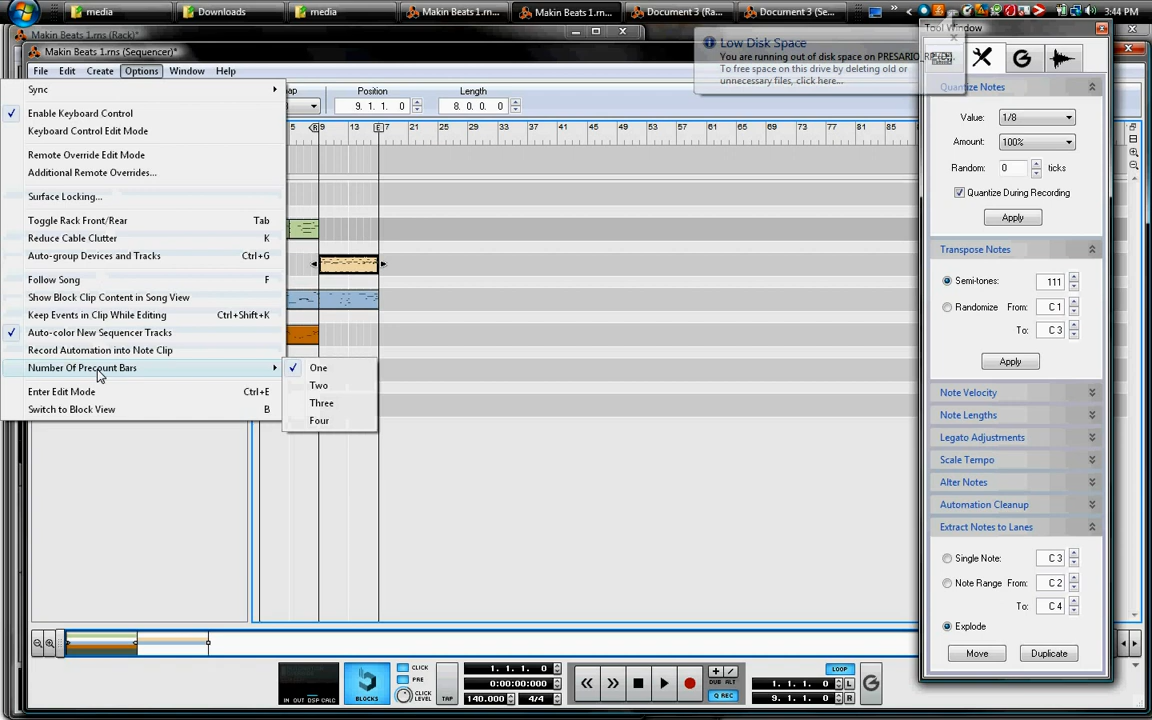 media
Downloads
media
Makin Beats 1.rn...
Makin Beats 1.rn...
Document 3 (Ra...
Document 3 (Se...
3:44 PM
Makin Beats 1.rns (Rack)*
Makin Beats 1.rns (Sequencer)*
File Edit Create Options Window Help
Sync
Enable Keyboard Control
Keyboard Control Edit Mode
Remote Override Edit Mode
Additional Remote Overrides...
Surface Locking...
Toggle Rack Front/Rear Tab
Reduce Cable Clutter K
Auto-group Devices and Tracks Ctrl+G
Follow Song F
Show Block Clip Content in Song View
Keep Events in Clip While Editing Ctrl+Shift+K
Auto-color New Sequencer Tracks
Record Automation into Note Clip
Number Of Precount Bars
Enter Edit Mode Ctrl+E
Switch to Block View B
One
Two
Three
Four
Position
9. 1. 1. 0
Length
8. 0. 0. 0
5 R 13 E 7 21 25 29 33 37 41 45 49 53 57 61 65 69 73 77 81 85
Low Disk Space
You are running out of disk space on
To free space on this drive by deleting old or
unnecessary files, click here...
Tool Window
Quantize Notes
Value: 1/8
Amount: 100%
Random: 0 ticks
Quantize During Recording
Apply
Transpose Notes
Semi-tones: 111
Randomize From: C 1
To: C 3
Apply
Note Velocity
Note Lengths
Legato Adjustments
Scale Tempo
Alter Notes
Automation Cleanup
Extract Notes to Lanes
Single Note: C 3
Note Range From: C 2
To: C 4
Explode
Move Duplicate
IN OUT DSP CALC
BLOCKS
CLICK
PRE
CLICK
LEVEL
TAP
1. 1. 1. 0
0:00:00:000
140.000 4/4
DUB ALT
Q REC
LOOP
1. 1. 1. 0 L
9. 1. 1. 0 R